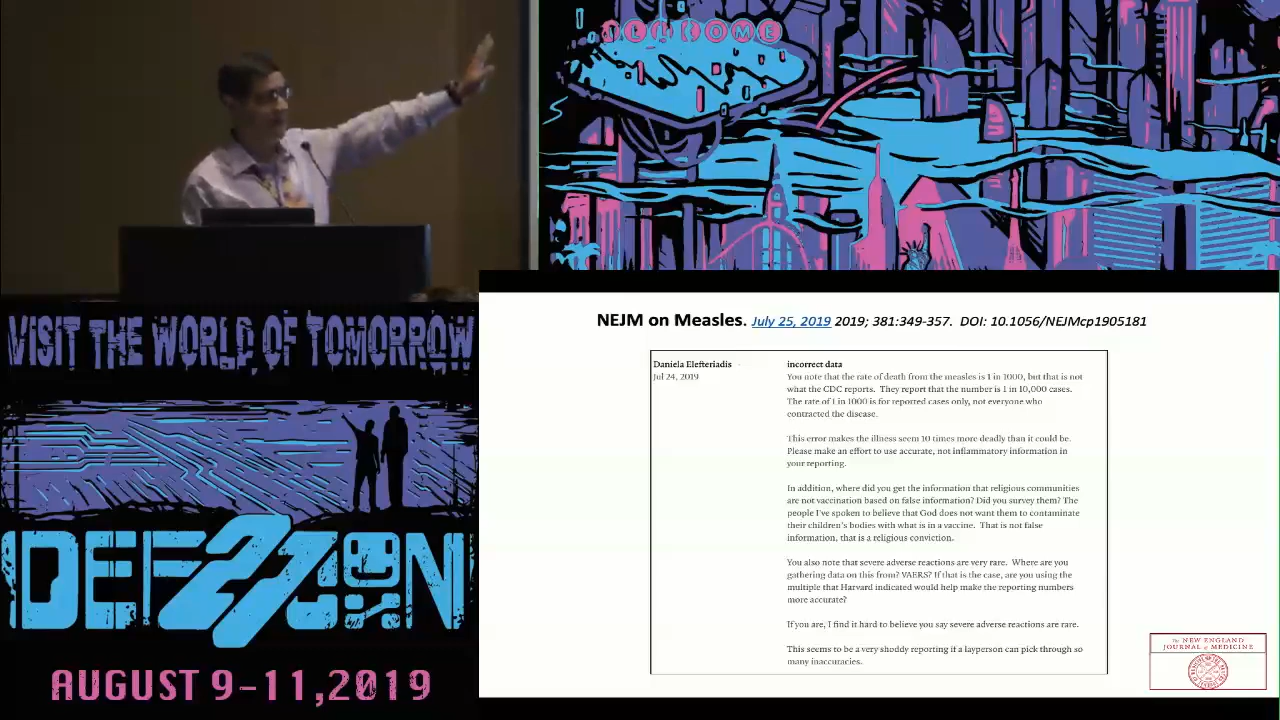 WELCOME
VISIT THE WORLD OF TOMORROW
DEFCON
27
AUGUST 9-11,2019
NEJM on Measles. July 25, 2019 2019; 381:349-357. DOI: 10.1056/NEJMcp1905181
Daniela Elefteriadis
Jul 24, 2019
incorrect data
You note that the rate of death from the measles is 1 in 1000, but that is not
what the CDC reports. They report that the number is 1 in 10,000 cases.
The rate of 1 in 1000 is for reported cases only, not everyone who
contracted the disease.
This error makes the illness seem 10 times more deadly than it could be.
Please make an effort to use accurate, not inflammatory information in
your reporting.
In addition, where did you get the information that religious communities
are not vaccination based on false information? Did you survey them? The
people I've spoken to believe that God does not want them to contaminate
their children's bodies with what is in a vaccine. That is not false
information, that is a religious conviction.
You also note that severe adverse reactions are very rare. Where are you
gathering data on this from? VAERS? If that is the case, are you using the
multiple that Harvard indicated would help make the reporting numbers
more accurate?
If you are, I find it hard to believe you say severe adverse reactions are rare.
This seems to be a very shoddy reporting if a layperson can pick through so
many inaccuracies.
The NEW ENGLAND
JOURNAL of MEDICINE